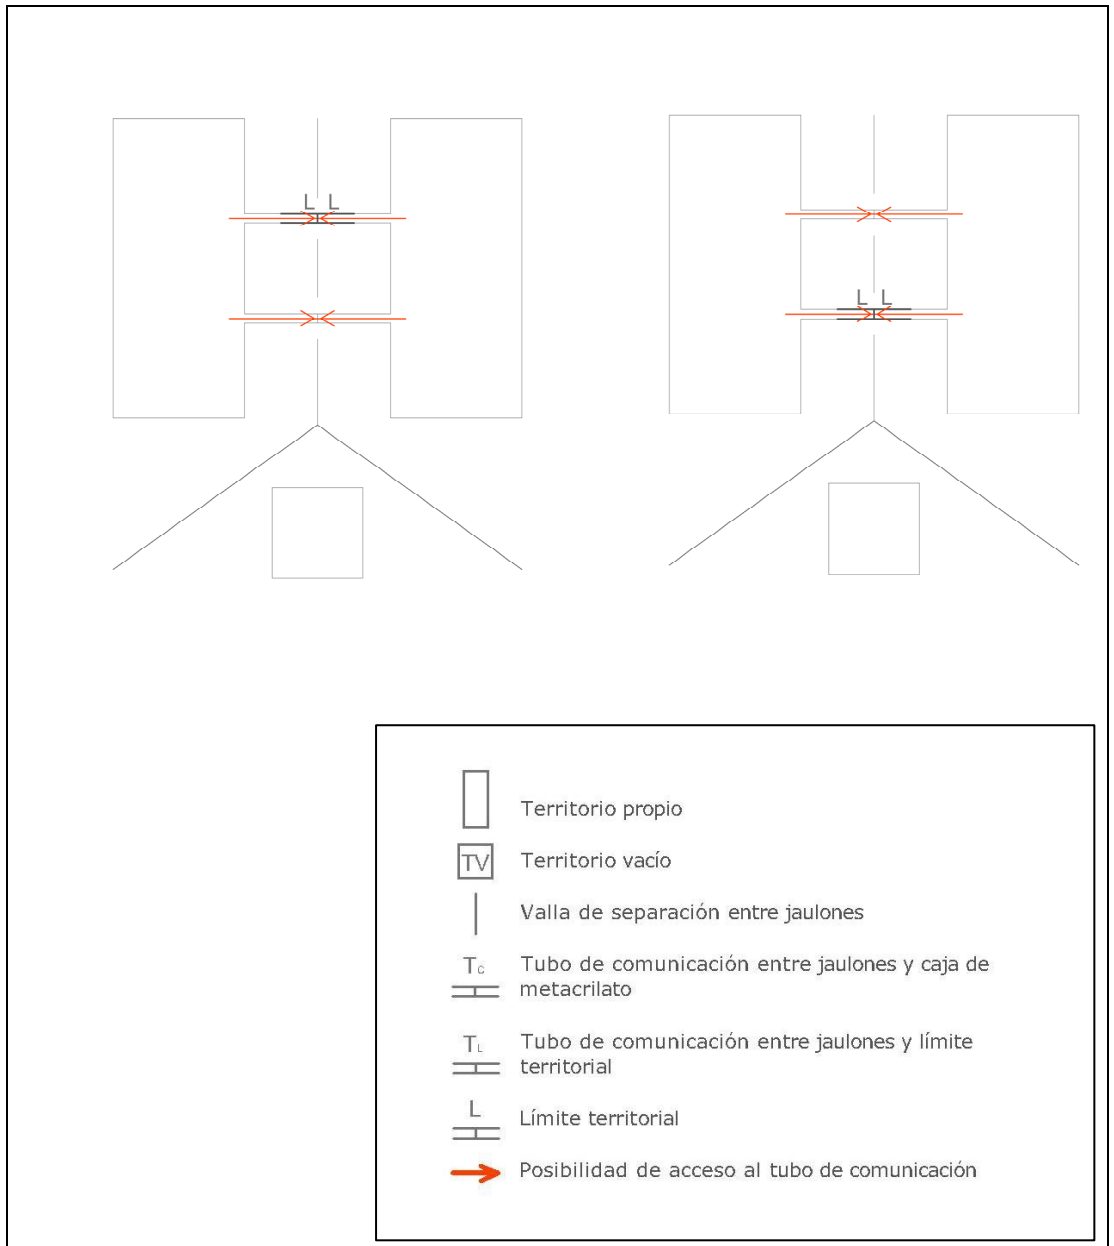 L L
L L
Territorio propio
TV
Territorio vacío
Valla de separación entre jaulones
Tc
Tubo de comunicación entre jaulones y caja de
metacrilato
TL
Tubo de comunicación entre jaulones y límite
territorial
L
Límite territorial
Posibilidad de acceso al tubo de comunicación